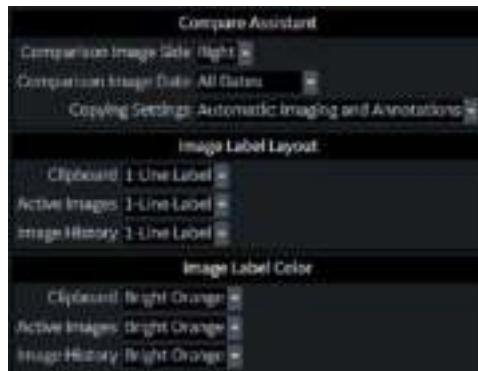 Compare Assistant
Comparison Image Side Right
Comparison Image Date All Dates
Copying Settings Automatic Imaging and Annotations
Image Label Layout
Clipboard 1-Line Label
Active Images 1-Line Label
Image History 1-Line Label
Image Label Color
Clipboard Bright Orange
Active Images Bright Orange
Image History Bright Orange